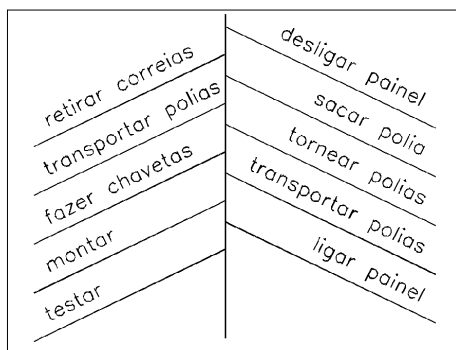 desligar painel
retirar correias
sacar polia
transportar polias
tornear polias
fazer chavetas
transportar polias
montar
ligar painel
testar